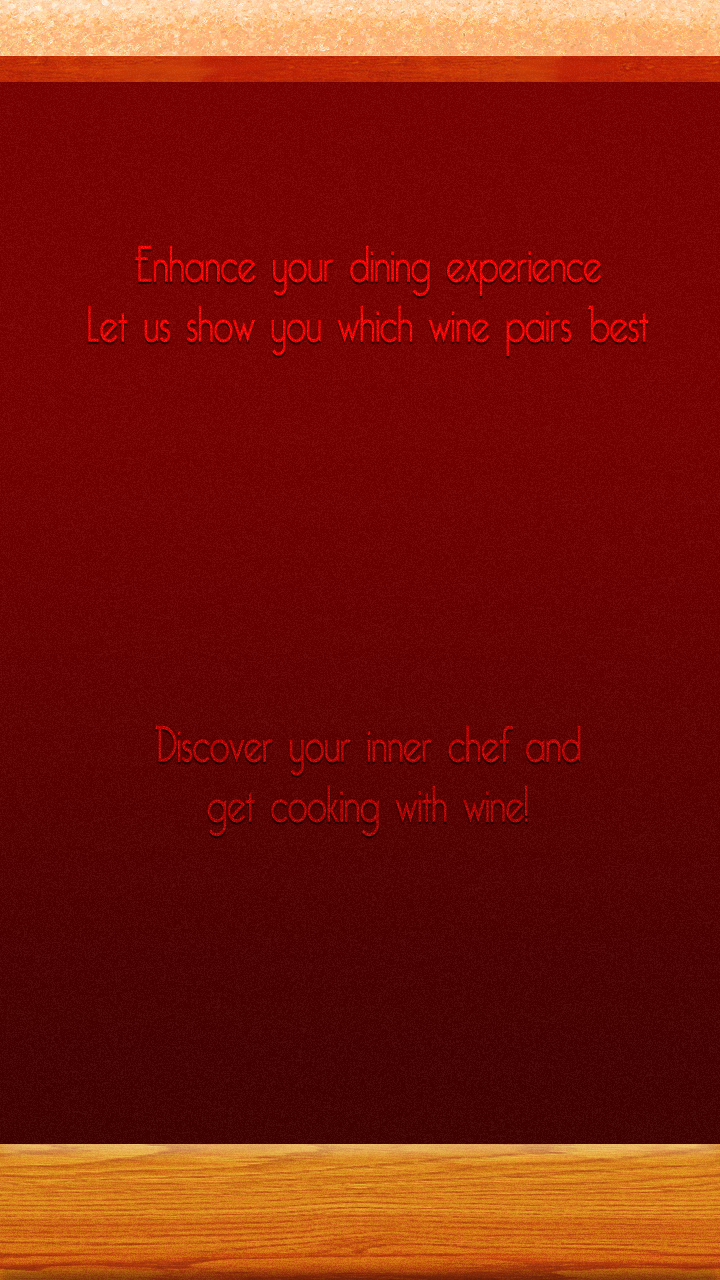 Enhance your dining experience
Let us show you which wine pairs best
Discover your inner chef and
get cooking with wine!